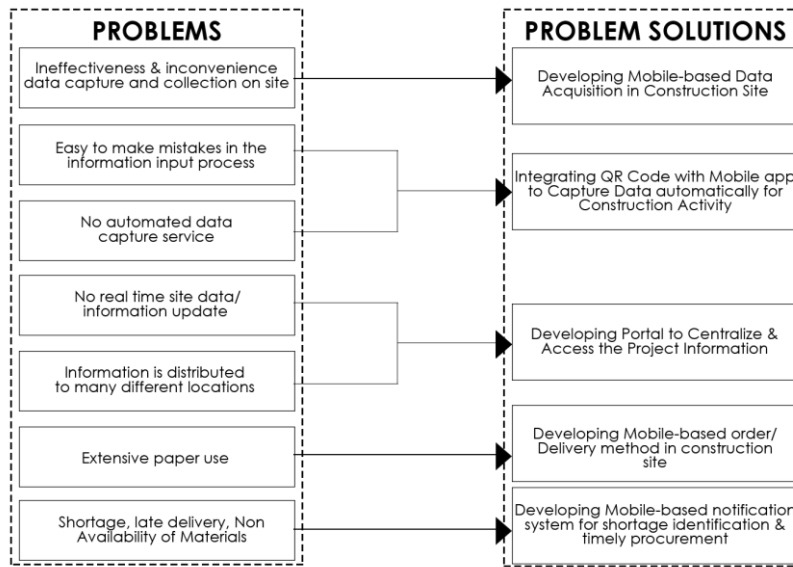 PROBLEMS
Ineffectiveness & inconvenience
data capture and collection on site
Easy to make mistakes in the
information input process
No automated data
capture service
No real time site data/
information update
Information is distributed
to many different locations
Extensive paper use
Shortage, late delivery, Non
Availability of Materials
PROBLEM SOLUTIONS
Developing Mobile-based Data
Acquisition in Construction Site
Integrating QR Code with Mobile app
to Capture Data automatically for
Construction Activity
Developing Portal to Centralize &
Access the Project Information
Developing Mobile-based order/
Delivery method in construction
site
Developing Mobile-based notification
system for shortage identification &
timely procurement